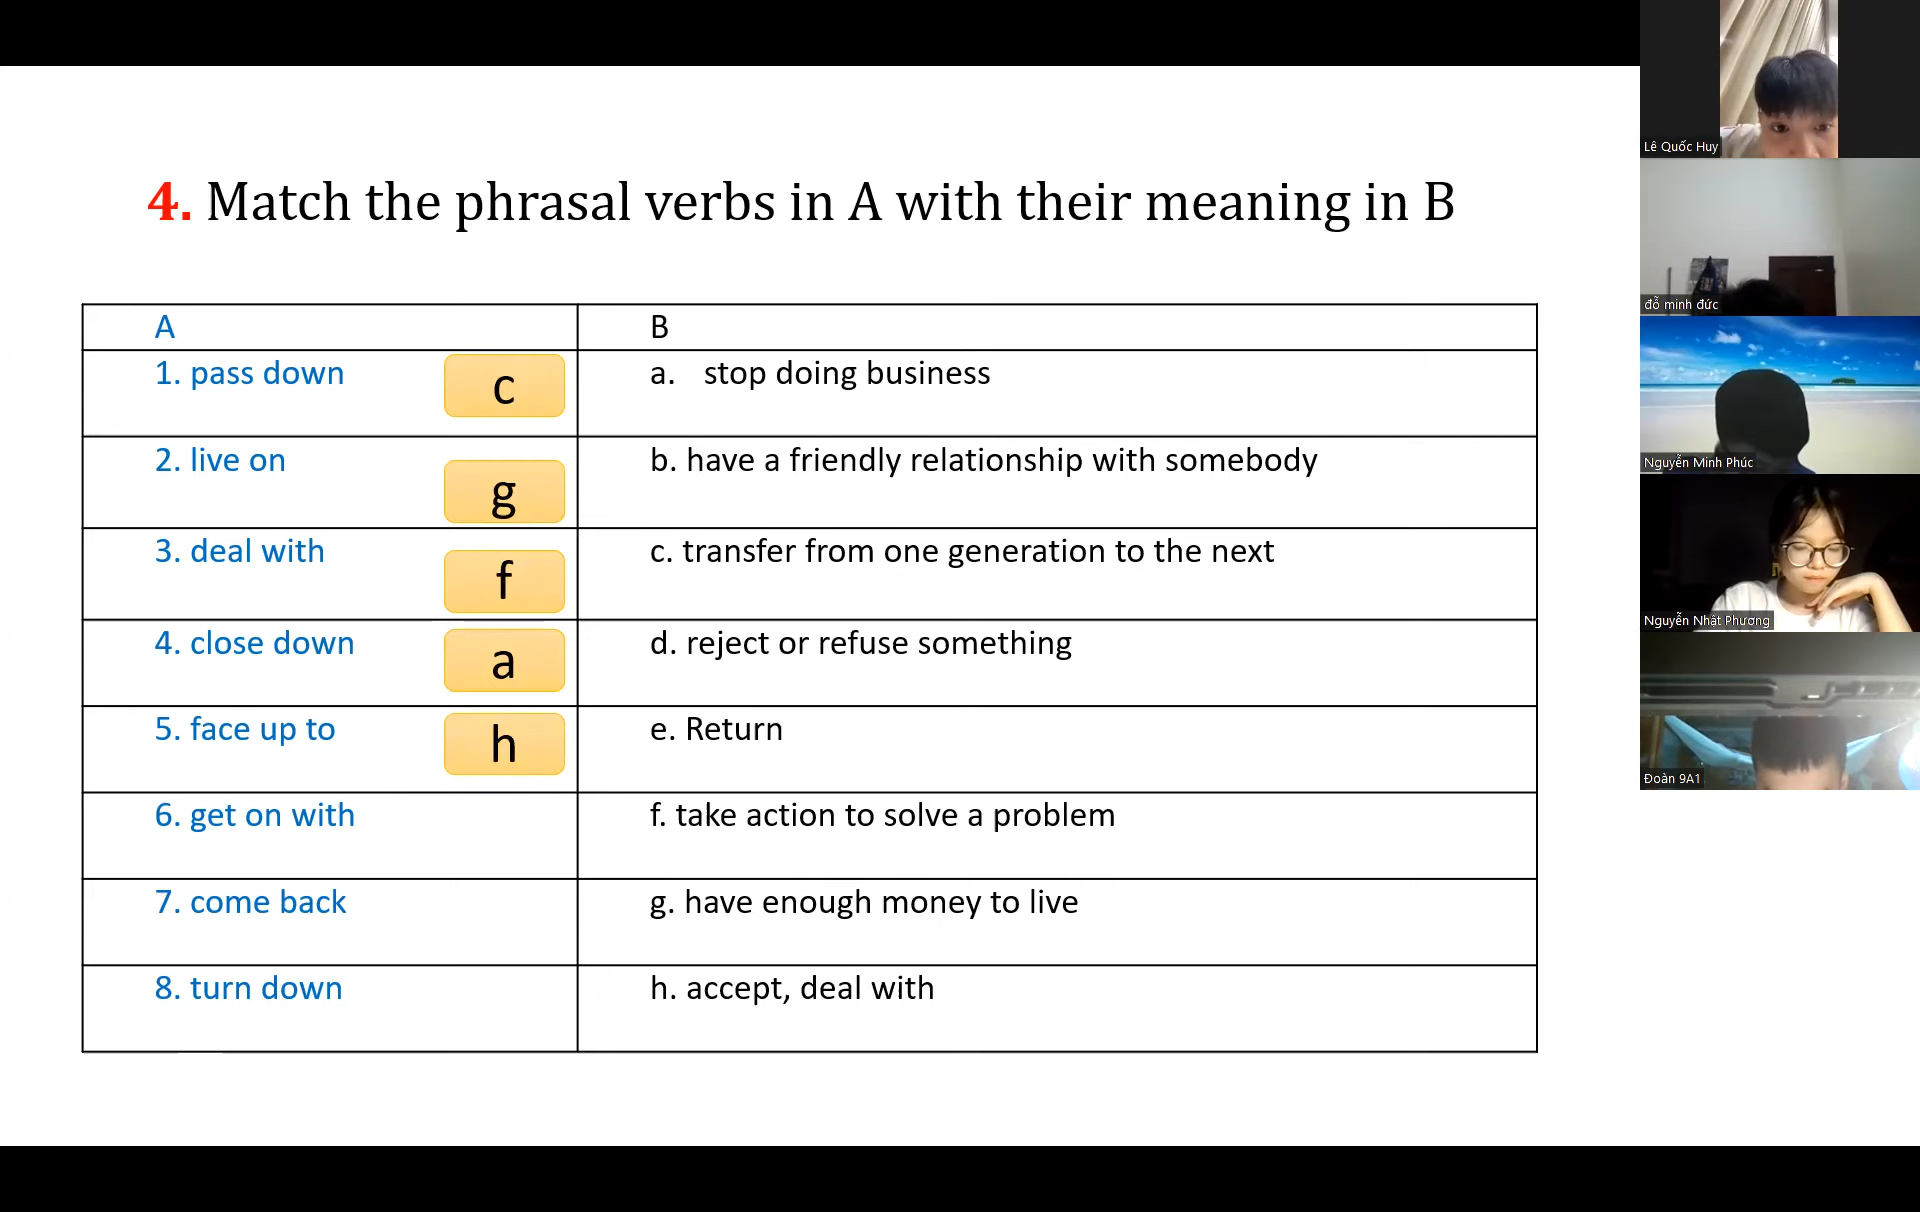 4. Match the phrasal verbs in A with their meaning in B
A
B
1. pass down
c
a. stop doing business
2. live on
g
b. have a friendly relationship with somebody
3. deal with
f
c. transfer from one generation to the next
4. close down
a
d. reject or refuse something
5. face up to
h
e. Return
6. get on with
f. take action to solve a problem
7. come back
g. have enough money to live
8. turn down
h. accept, deal with
Lê Quốc Huy
đỗ minh đức
Nguyễn Minh Phúc
Nguyễn Nhật Phương
Đoàn 9A1